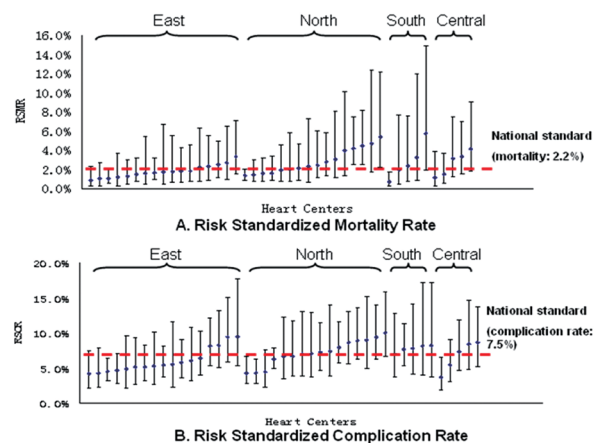 East North South Central
16.0%
14.0%
12.0%
10.0%
8.0%
6.0%
4.0%
2.0%
0.0%
RSMR
National standard
(mortality: 2.2%)
Heart Centers
A. Risk Standardized Mortality Rate
East North South Central
20.0%
15.0%
10.0%
5.0%
0.0%
RSCR
National standard
(complication rate:
7.5%)
Heart Centers
B. Risk Standardized Complication Rate